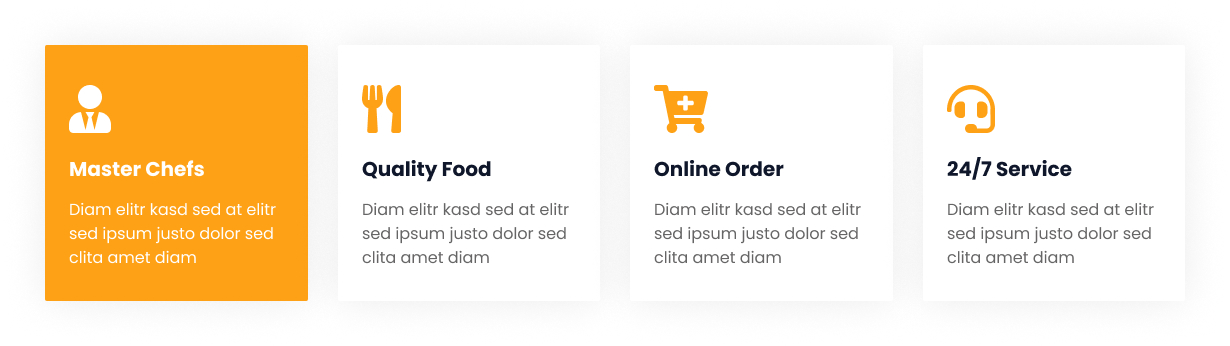 Master Chefs
Diam elitr kasd sed at elitr
sed ipsum justo dolor sed
clita amet diam
Quality Food
Diam elitr kasd sed at elitr
sed ipsum justo dolor sed
clita amet diam
Online Order
Diam elitr kasd sed at elitr
sed ipsum justo dolor sed
clita amet diam
24/7 Service
Diam elitr kasd sed at elitr
sed ipsum justo dolor sed
clita amet diam